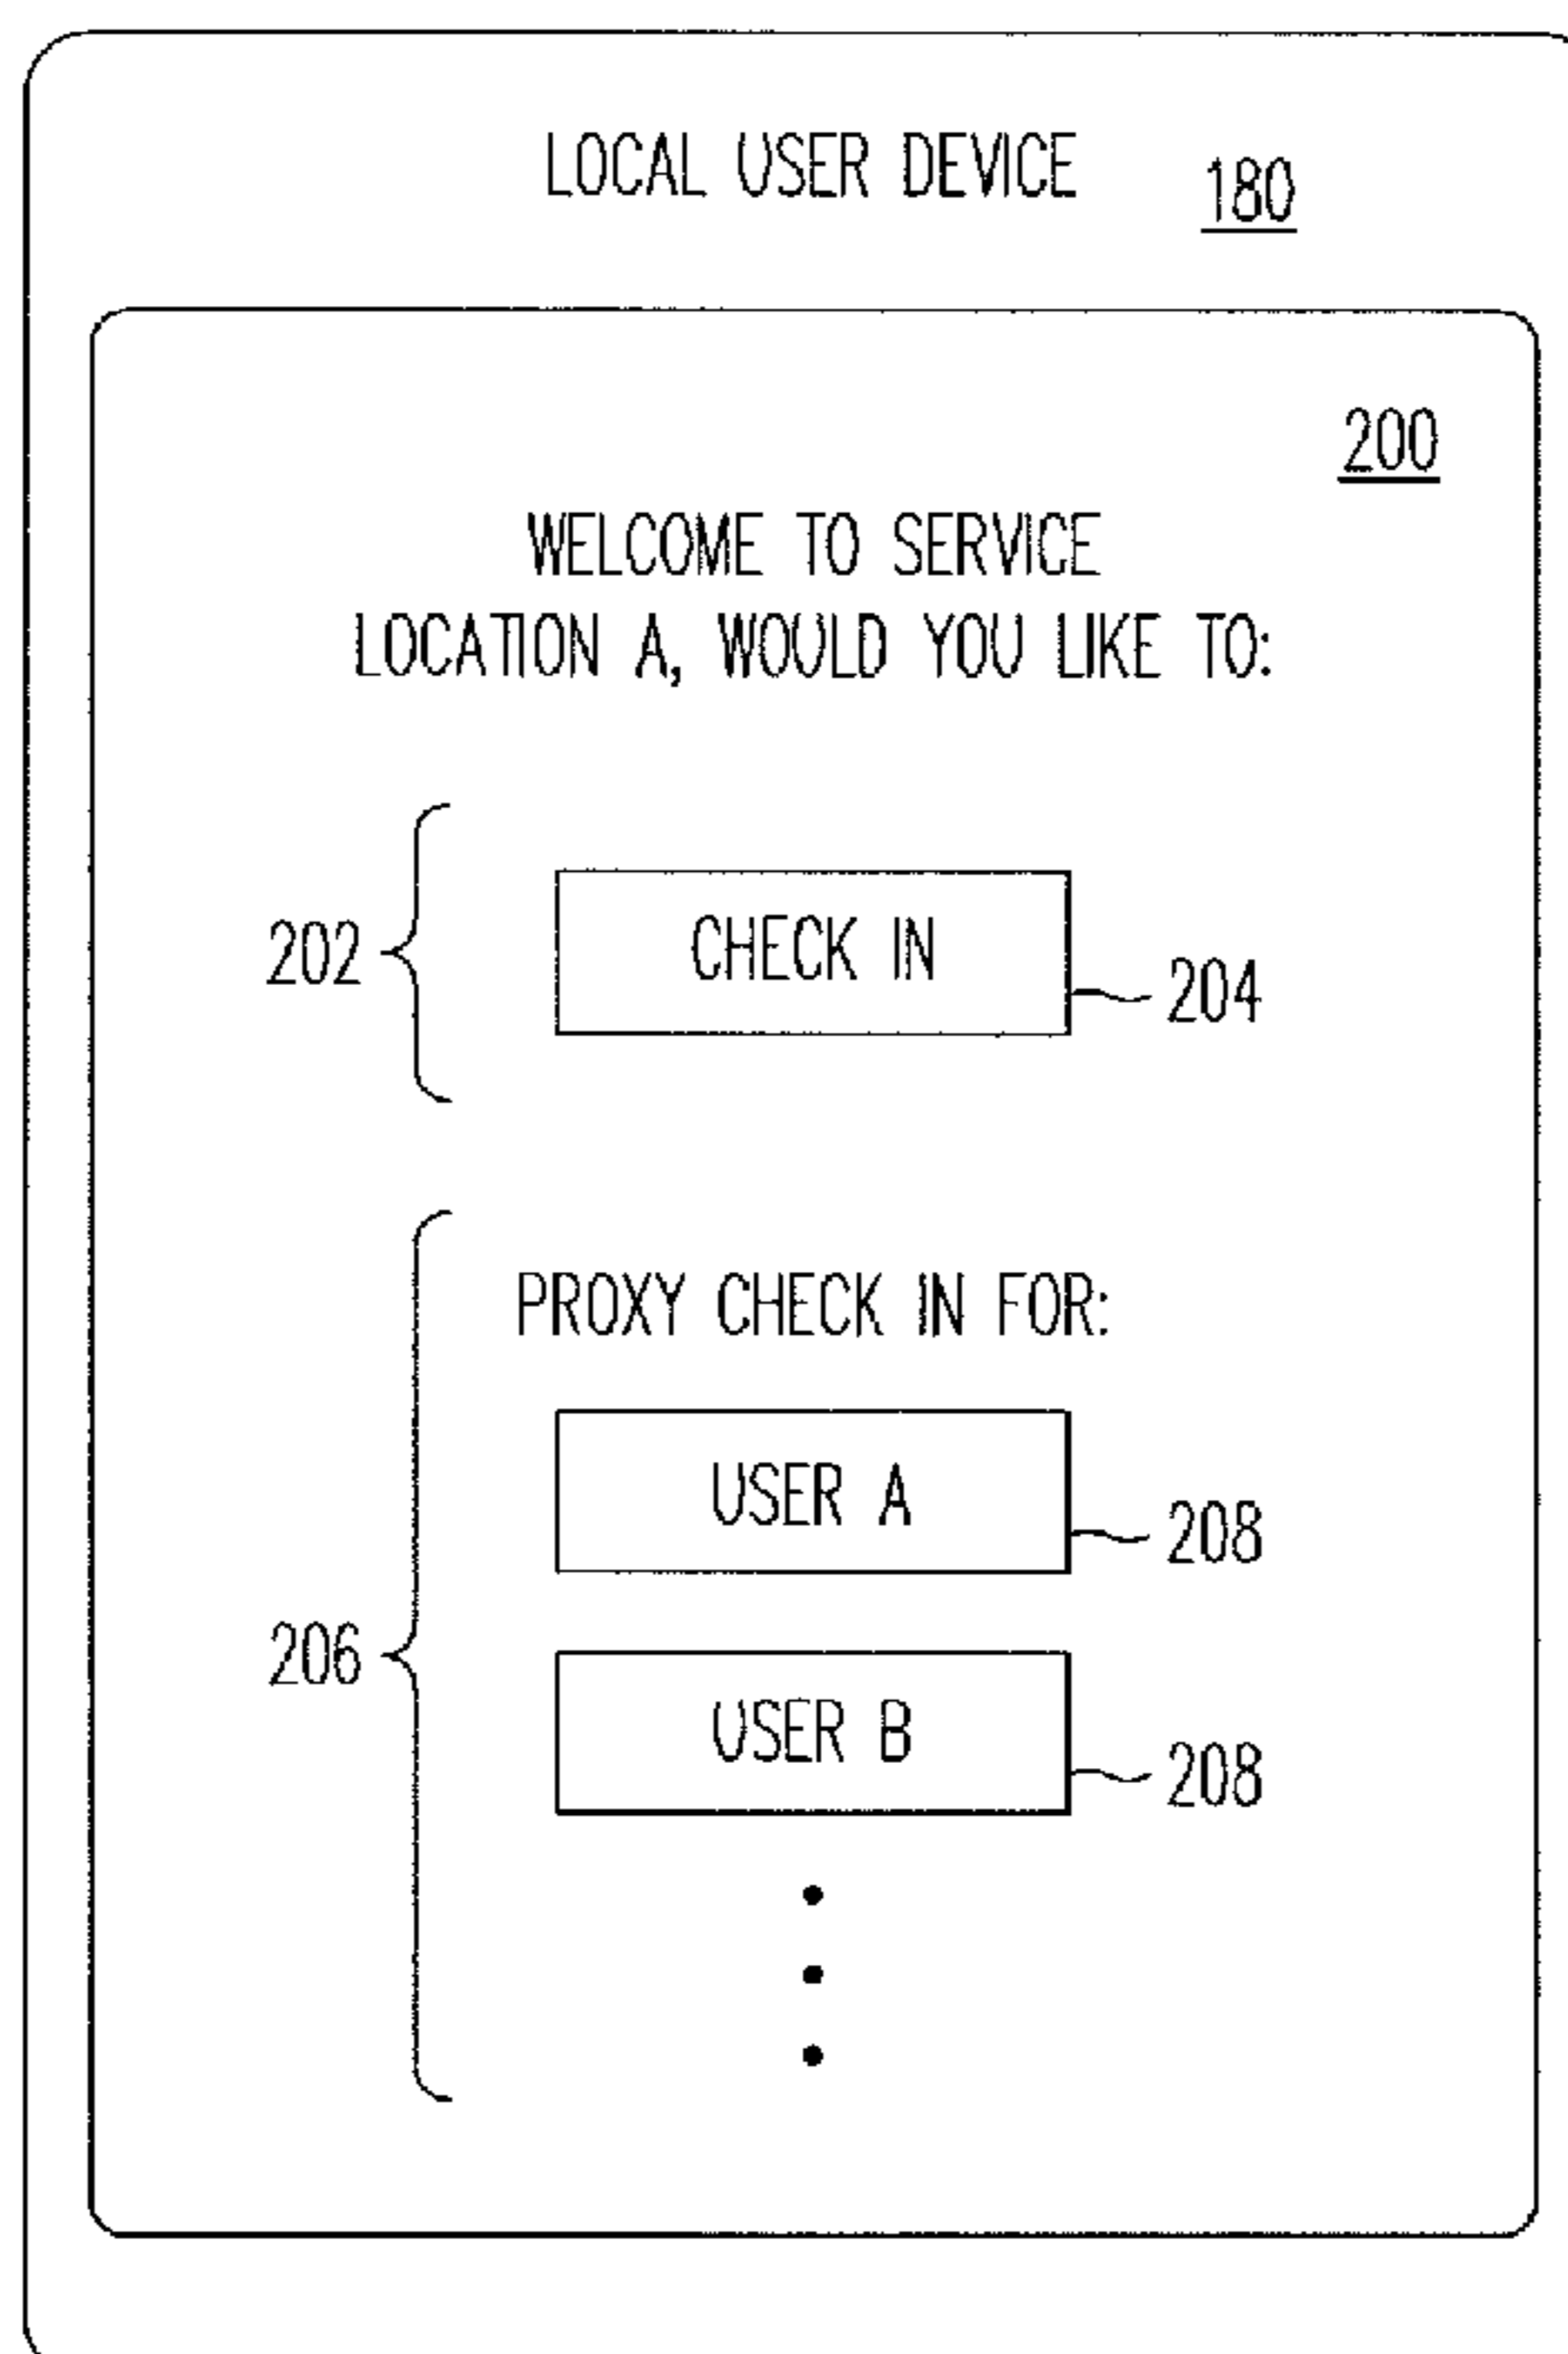 LOCAL USER DEVICE 180
200
WELCOME TO SERVICE
LOCATION A, WOULD YOU LIKE TO:
202
CHECK IN
204
PROXY CHECK IN FOR:
USER A
208
206
USER B
208